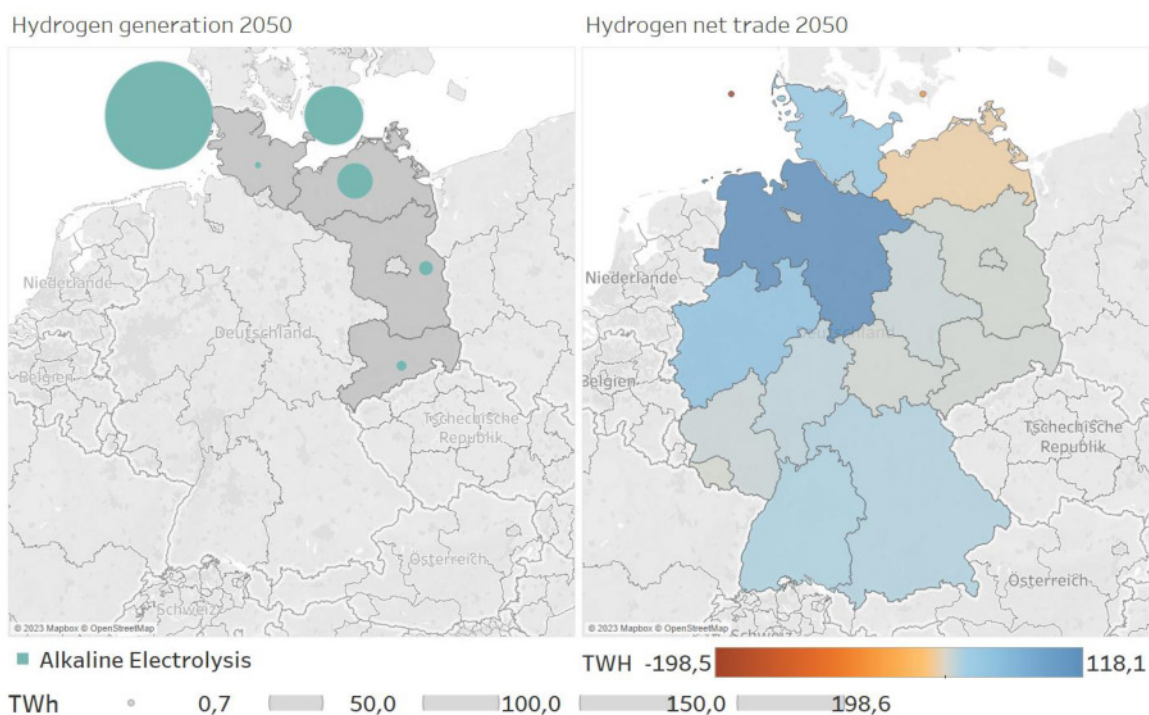 Hydrogen generation 2050
Niederlande
Deutschland
Belgien
Tschechische
Republik
Österreich
Schweiz
© 2023 Mapbox © OpenStreetMap
Alkaline Electrolysis
TWh 0,7 50,0 100,0 150,0 198,6
Hydrogen net trade 2050
Niederlande
Belgien
Tschechische
Republik
Österreich
© 2023 Mapbox © OpenStreetMap
TWH -198,5 118,1